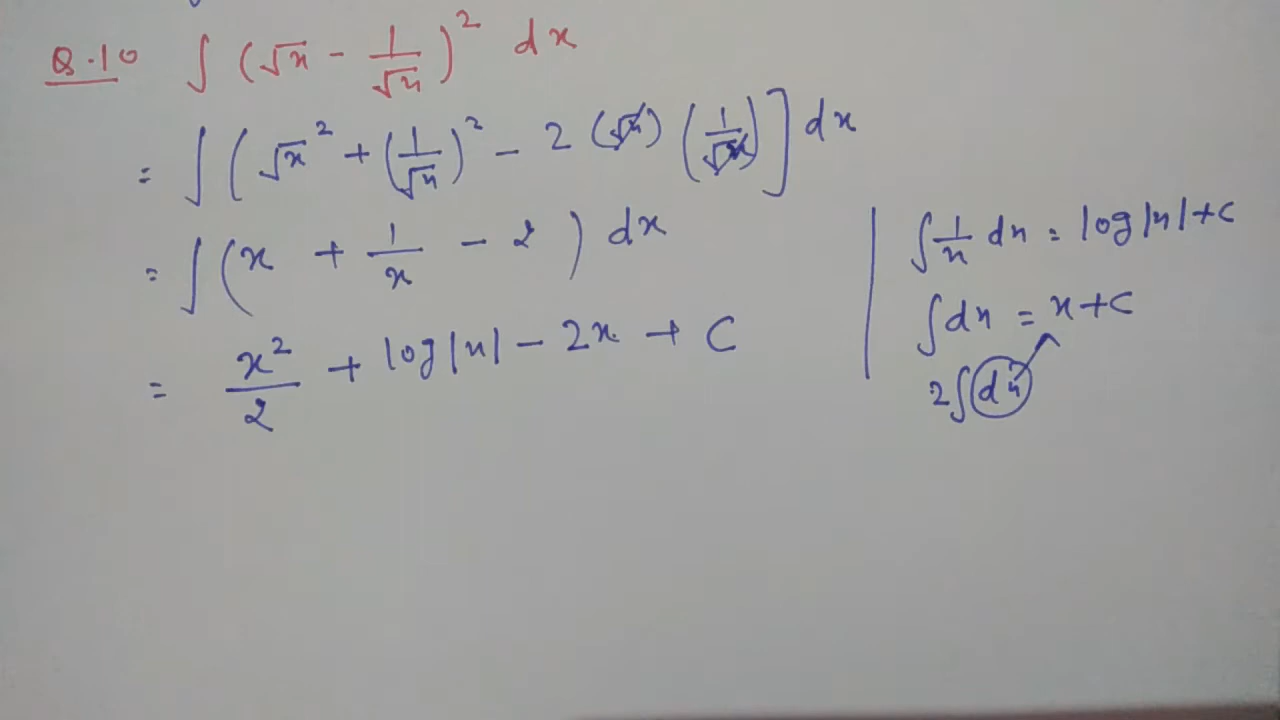 Q.10 ∫ (√x - 1/√x)² dx
= ∫ (√x² + (1/√x)² - 2 (√x) (1/√x)] dx
= ∫ (x + 1/x - 2) dx
= x²/2 + log|x| - 2x + C
∫ 1/x dx = log|x| + C
∫ dx = x + C
2∫ dx